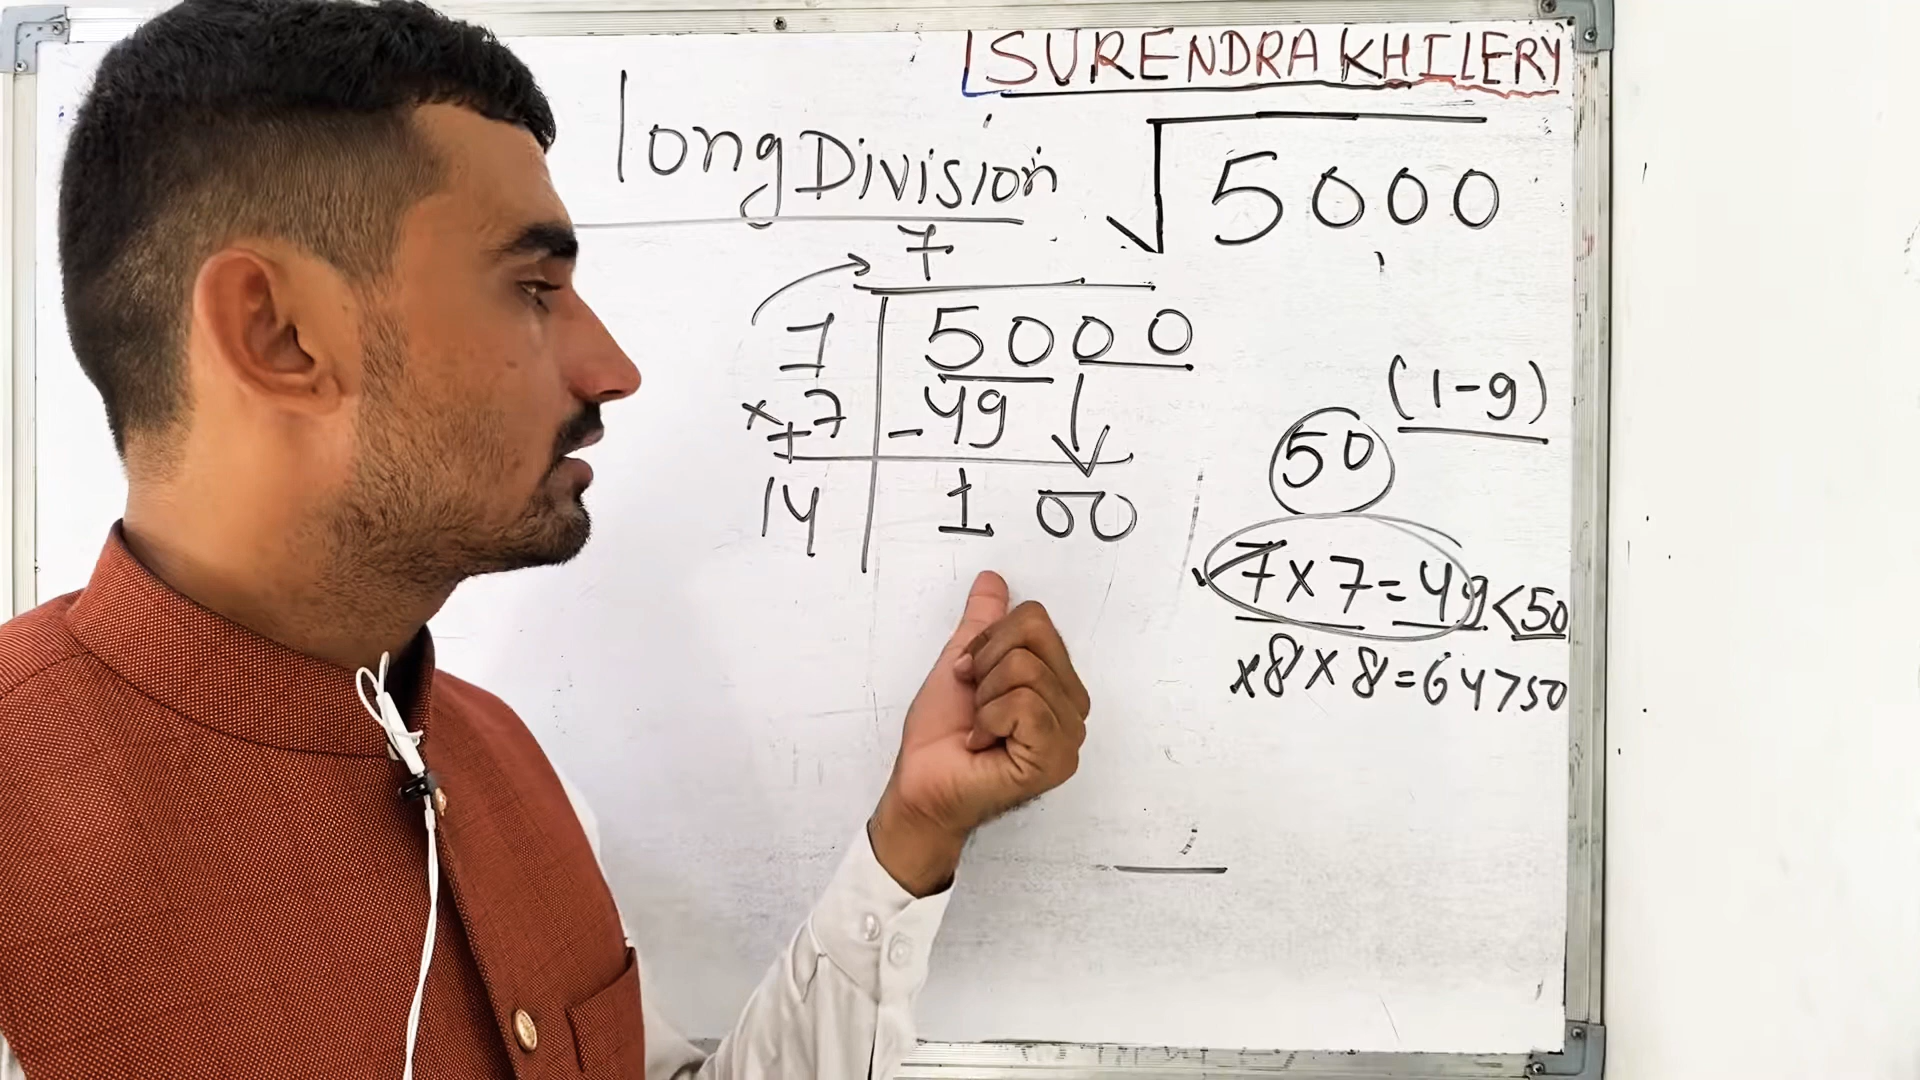 SURENDRA KHILERY
long Division
√5000
7
7 | 5000
× 7 | - 49
+
14 | 1 00
(1-9)
50
7×7=49<50
×8×8=64>50